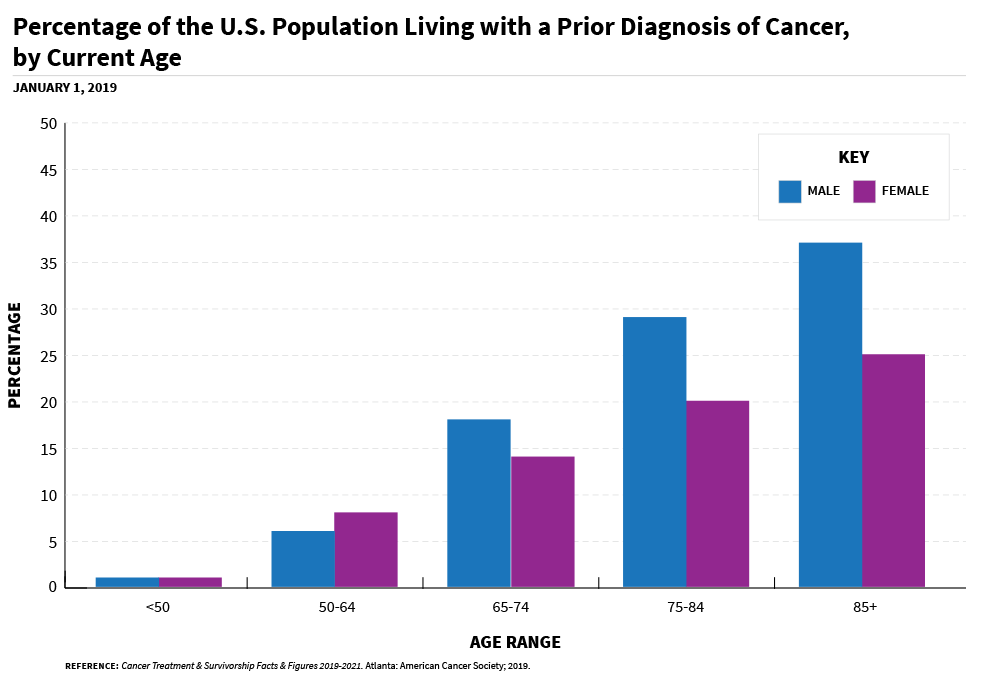 Percentage of the U.S. Population Living with a Prior Diagnosis of Cancer,
by Current Age
JANUARY 1, 2019
50
45
40
35
30
25
20
15
10
5
0
PERCENTAGE
KEY
MALE FEMALE
<50 50-64 65-74 75-84 85+
AGE RANGE
REFERENCE: Cancer Treatment & Survivorship Facts & Figures 2019-2021. Atlanta: American Cancer Society; 2019.